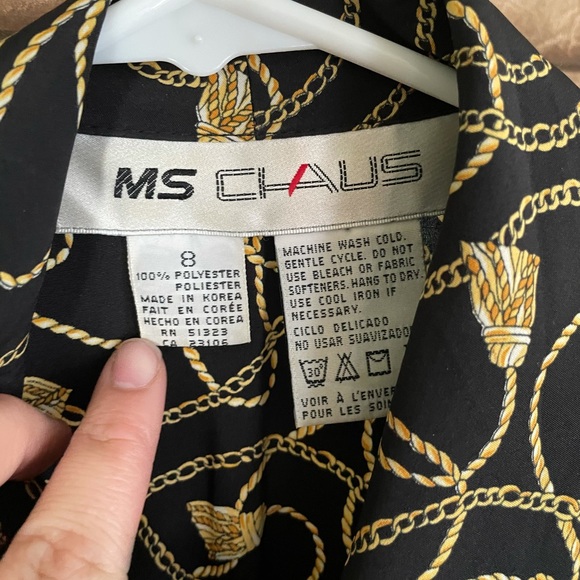 MS CHAUS
8
100% POLYESTER
POLIESTER
MADE IN KOREA
FAIT EN CORÉE
HECHO EN COREA
RN 51323
CA 23106
MACHINE WASH COLD.
GENTLE CYCLE. DO NOT
USE BLEACH OR FABRIC
SOFTENERS. HANG TO DRY.
USE COOL IRON IF
NECESSARY.
CICLO DELICADO
NO USAR SUAVIZADO
30°
VOIR À L'ENVE
POUR LES SOIN